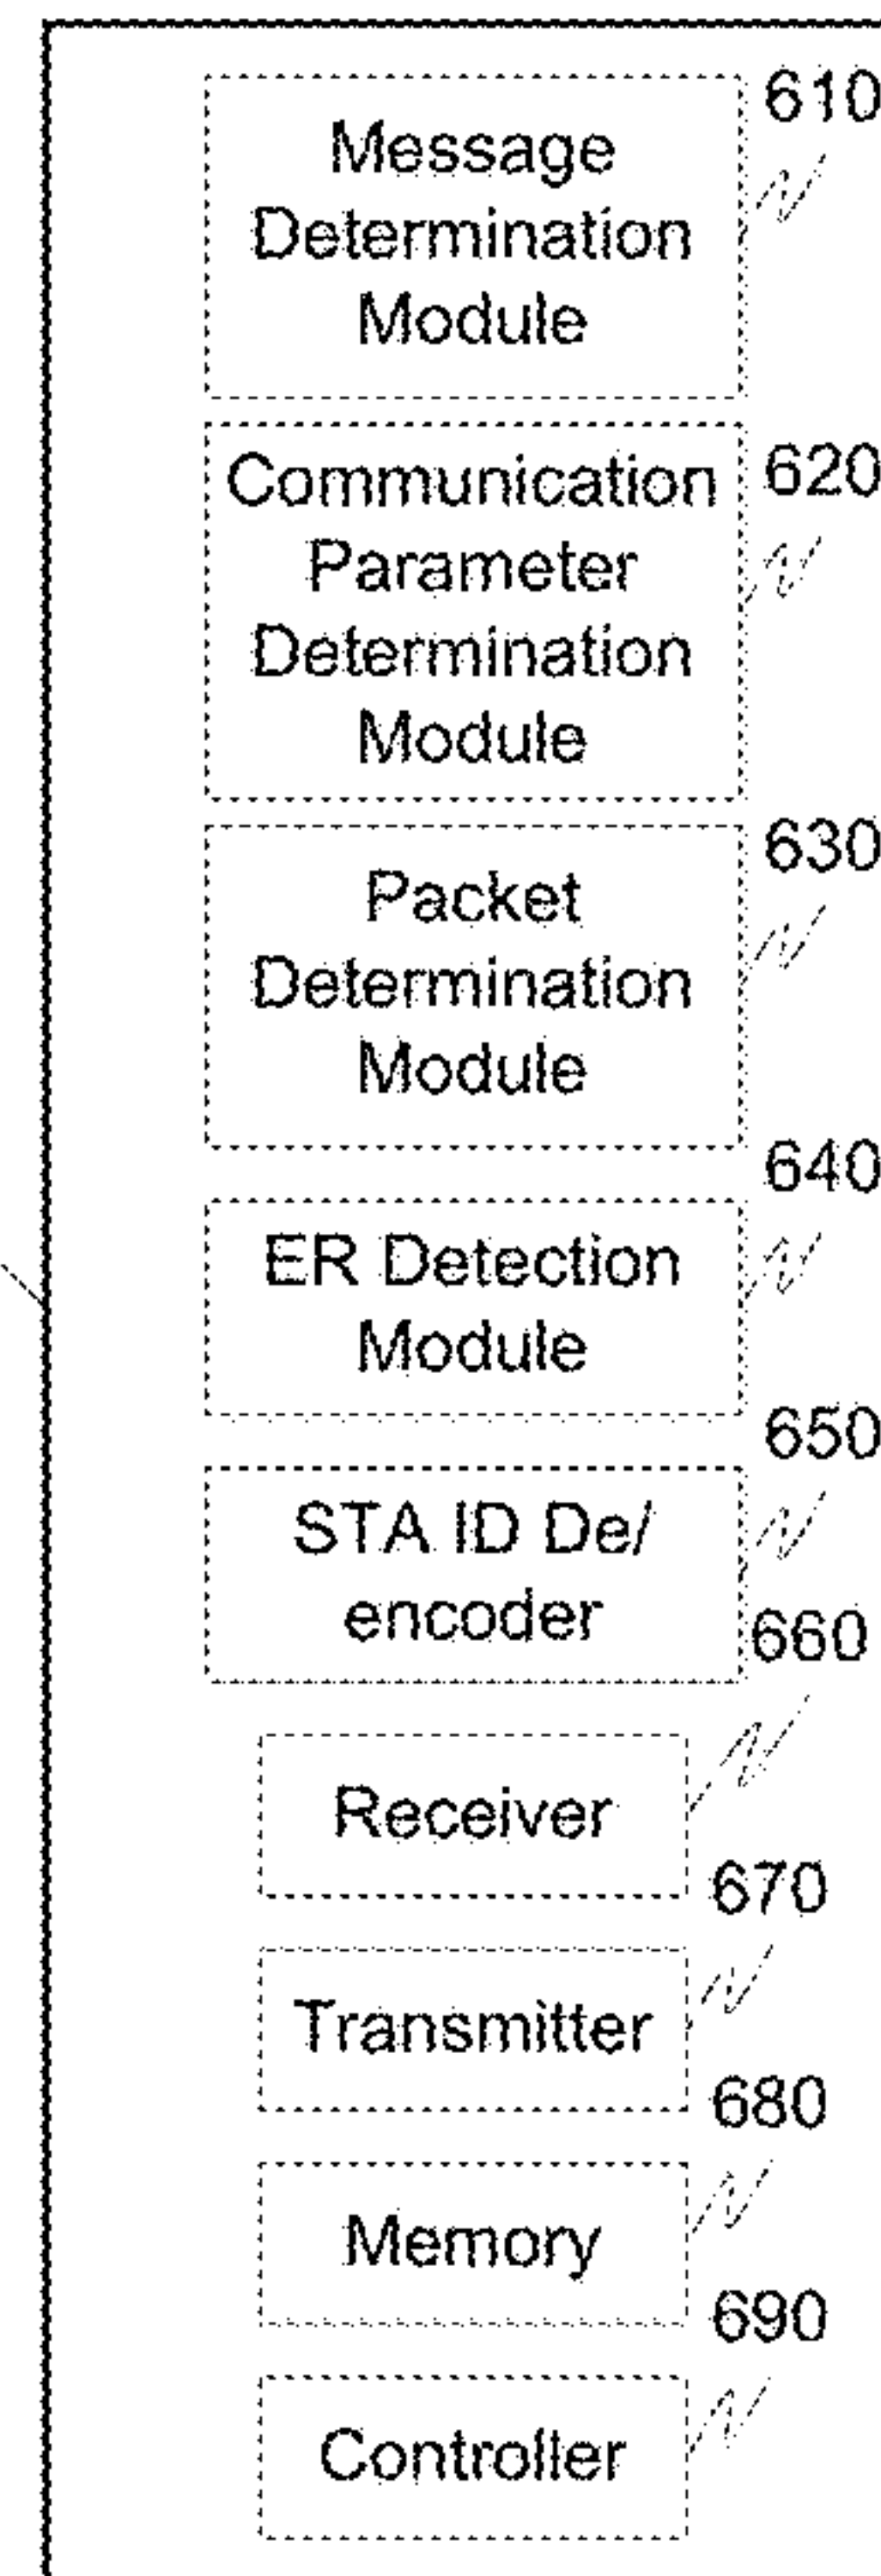 610
Message
Determination
Module
620
Communication
Parameter
Determination
Module
630
Packet
Determination
Module
640
ER Detection
Module
650
STA ID De/
encoder
660
Receiver
670
Transmitter
680
Memory
690
Controller